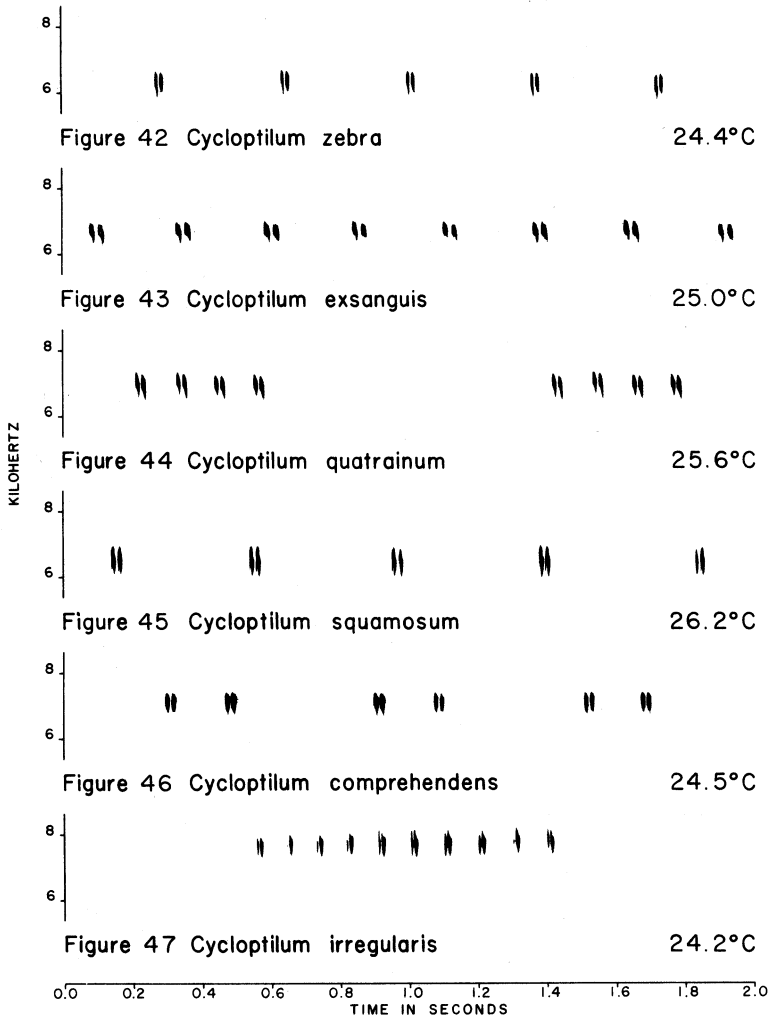 8
6
Figure 42 Cycloptilum zebra 24.4°C
8
6
Figure 43 Cycloptilum exsanguis 25.0°C
8
6
Figure 44 Cycloptilum quatrainum 25.6°C
KILOHERTZ
8
6
Figure 45 Cycloptilum squamosum 26.2°C
8
6
Figure 46 Cycloptilum comprehendens 24.5°C
8
6
Figure 47 Cycloptilum irregularis 24.2°C
0.0 0.2 0.4 0.6 0.8 1.0 1.2 1.4 1.6 1.8 2.0
TIME IN SECONDS